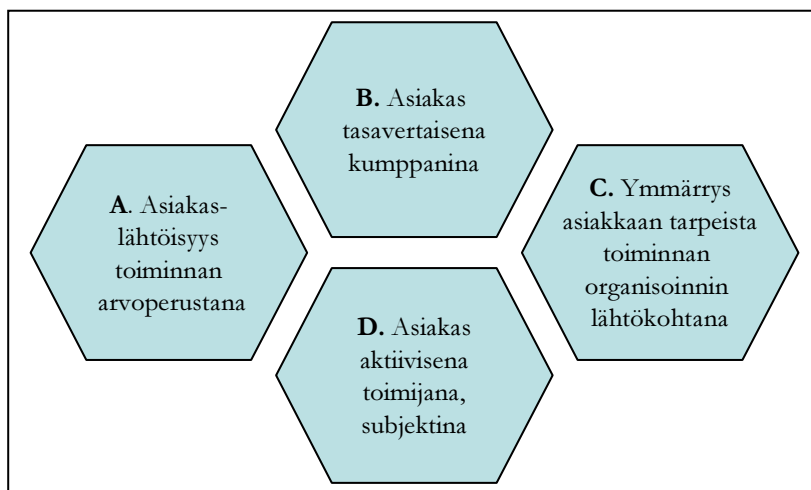 A. Asiakas-
lähtöisyys
toiminnan
arvoperustana
B. Asiakas
tasavertaisena
kumppanina
C. Ymmärrys
asiakkaan tarpeista
toiminnan
organisoinnin
lähtökohtana
D. Asiakas
aktiivisena
toimijana,
subjektina